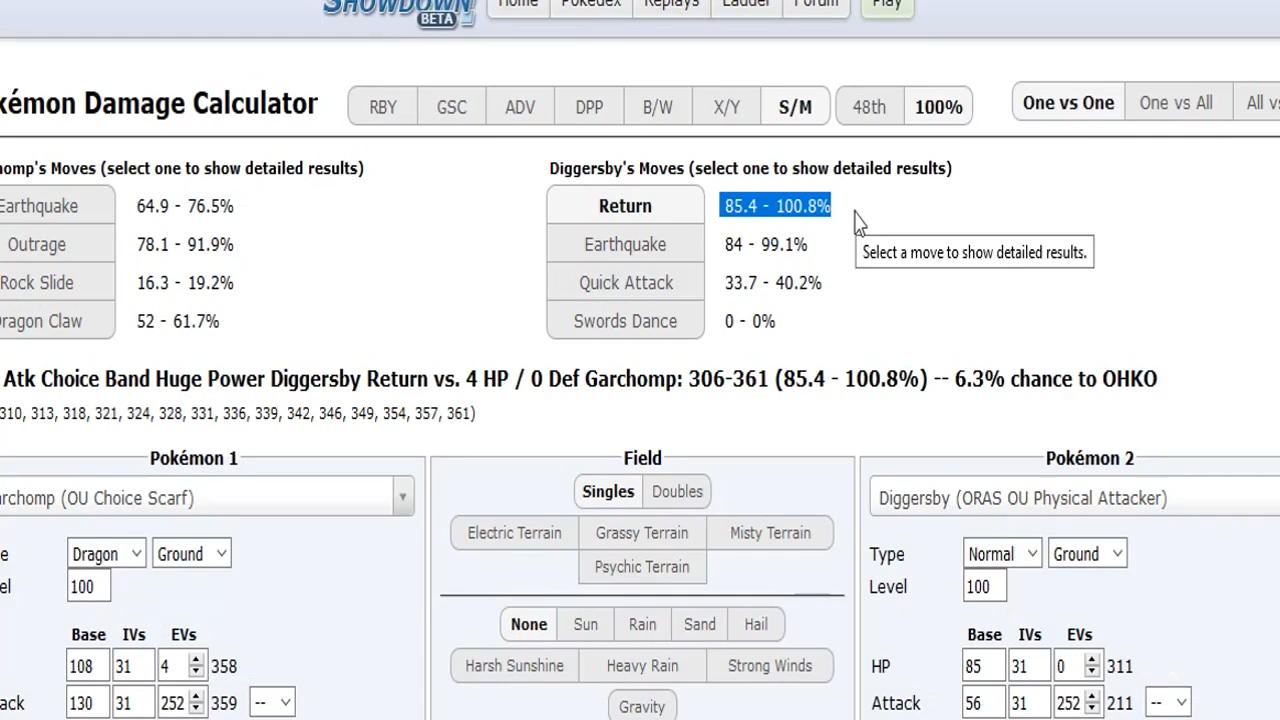 SHOWDOWN
BETA
Home Pokédex Replays Ladder Forum Play
kémon Damage Calculator RBY GSC ADV DPP B/W X/Y S/M 48th 100% One vs One One vs All All vs
homp's Moves (select one to show detailed results) Diggersby's Moves (select one to show detailed results)
Earthquake 64.9 - 76.5% Return 85.4 - 100.8%
Outrage 78.1 - 91.9% Earthquake 84 - 99.1%
Select a move to show detailed results.
Rock Slide 16.3 - 19.2% Quick Attack 33.7 - 40.2%
Dragon Claw 52 - 61.7% Swords Dance 0 - 0%
Atk Choice Band Huge Power Diggersby Return vs. 4 HP / 0 Def Garchomp: 306-361 (85.4 - 100.8%) -- 6.3% chance to OHKO
310, 313, 318, 321, 324, 328, 331, 336, 339, 342, 346, 349, 354, 357, 361)
Pokémon 1 Field Pokémon 2
archomp (OU Choice Scarf) Singles Doubles Diggersby (ORAS OU Physical Attacker)
Electric Terrain Grassy Terrain Misty Terrain
e Dragon Ground Type Normal Ground
Psychic Terrain
el 100 Level 100
None Sun Rain Sand Hail
Base IVs EVs Base IVs EVs
108 31 4 358 Harsh Sunshine Heavy Rain Strong Winds HP 85 31 0 311
ack 130 31 252 359 -- Gravity Attack 56 31 252 211 --